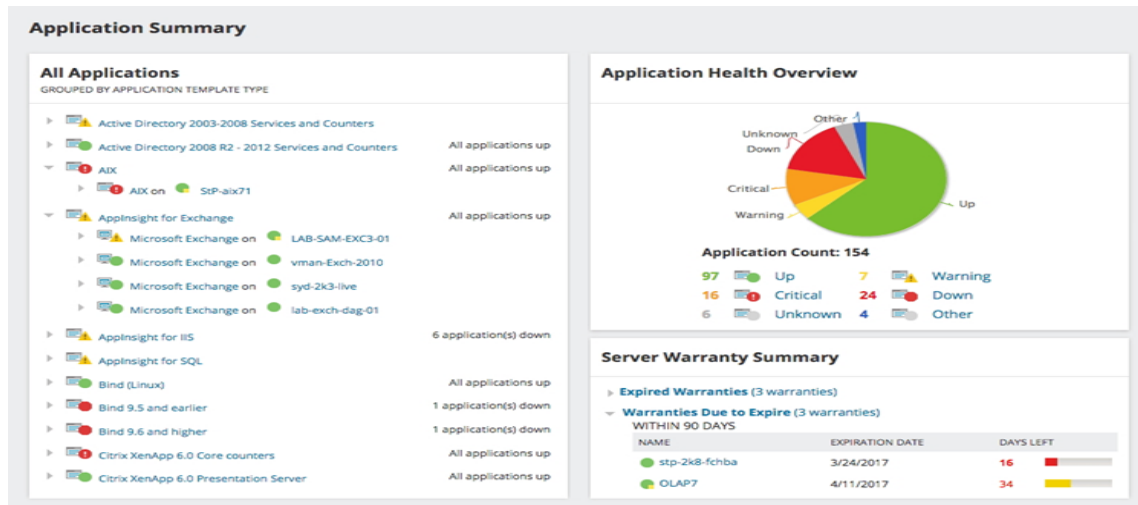 Application Summary
All Applications
GROUPED BY APPLICATION TEMPLATE TYPE
Active Directory 2003-2008 Services and Counters
Active Directory 2008 R2 - 2012 Services and Counters All applications up
AIX All applications up
AIX on StP-aix71
AppInsight for Exchange All applications up
Microsoft Exchange on LAB-SAM-EXC3-01
Microsoft Exchange on vman-Exch-2010
Microsoft Exchange on syd-2k3-live
Microsoft Exchange on lab-exch-dag-01
AppInsight for IIS 6 application(s) down
AppInsight for SQL
Bind (Linux) All applications up
Bind 9.5 and earlier 1 application(s) down
Bind 9.6 and higher 1 application(s) down
Citrix XenApp 6.0 Core counters All applications up
Citrix XenApp 6.0 Presentation Server All applications up
Application Health Overview
Other
Unknown
Down
Critical
Warning
Up
Application Count: 154
97 Up 7 Warning
16 Critical 24 Down
6 Unknown 4 Other
Server Warranty Summary
Expired Warranties (3 warranties)
Warranties Due to Expire (3 warranties)
WITHIN 90 DAYS
NAME EXPIRATION DATE DAYS LEFT
stp-2k8-fchba 3/24/2017 16
OLAP7 4/11/2017 34